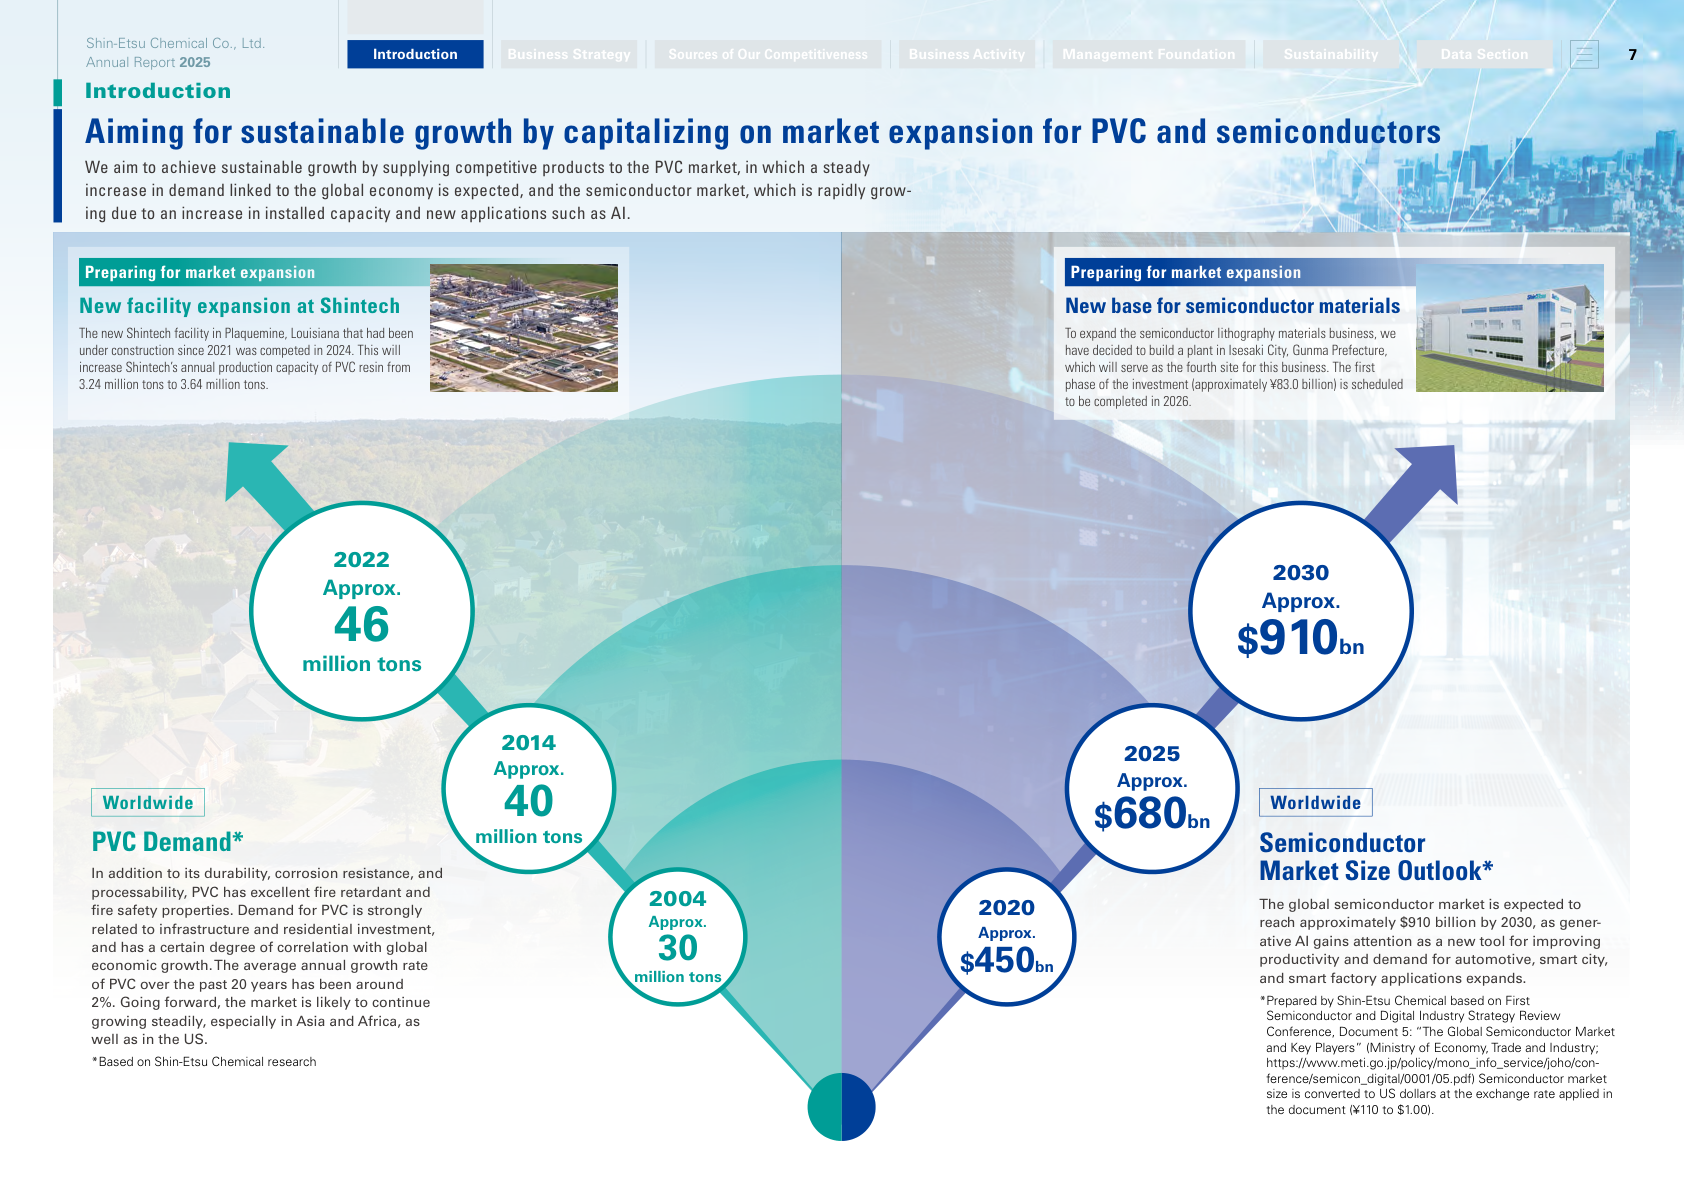 Shin-Etsu Chemical Co., Ltd.
Annual Report 2025
Introduction
Business Strategy
Sources of Our Competitiveness
Business Activity
Management Foundation
Sustainability
Data Section
7
Introduction
Aiming for sustainable growth by capitalizing on market expansion for PVC and semiconductors
We aim to achieve sustainable growth by supplying competitive products to the PVC market, in which a steady
increase in demand linked to the global economy is expected, and the semiconductor market, which is rapidly grow-
ing due to an increase in installed capacity and new applications such as AI.
Preparing for market expansion
New facility expansion at Shintech
The new Shintech facility in Plaquemine, Louisiana that had been
under construction since 2021 was competed in 2024. This will
increase Shintech's annual production capacity of PVC resin from
3.24 million tons to 3.64 million tons.
Preparing for market expansion
New base for semiconductor materials
To expand the semiconductor lithography materials business, we
have decided to build a plant in Isesaki City, Gunma Prefecture,
which will serve as the fourth site for this business. The first
phase of the investment (approximately ¥83.0 billion) is scheduled
to be completed in 2026.
2022
Approx.
46
million tons
2014
Approx.
40
million tons
2004
Approx.
30
million tons
2030
Approx.
$910bn
2025
Approx.
$680bn
2020
Approx.
$450bn
Worldwide
PVC Demand*
In addition to its durability, corrosion resistance, and
processability, PVC has excellent fire retardant and
fire safety properties. Demand for PVC is strongly
related to infrastructure and residential investment,
and has a certain degree of correlation with global
economic growth. The average annual growth rate
of PVC over the past 20 years has been around
2%. Going forward, the market is likely to continue
growing steadily, especially in Asia and Africa, as
well as in the US.
*Based on Shin-Etsu Chemical research
Worldwide
Semiconductor
Market Size Outlook*
The global semiconductor market is expected to
reach approximately $910 billion by 2030, as gener-
ative AI gains attention as a new tool for improving
productivity and demand for automotive, smart city,
and smart factory applications expands.
*Prepared by Shin-Etsu Chemical based on First
Semiconductor and Digital Industry Strategy Review
Conference, Document 5: "The Global Semiconductor Market
and Key Players" (Ministry of Economy, Trade and Industry;
https://www.meti.go.jp/policy/mono_info_service/joho/con-
ference/semicon_digital/0001/05.pdf) Semiconductor market
size is converted to US dollars at the exchange rate applied in
the document (¥110 to $1.00).